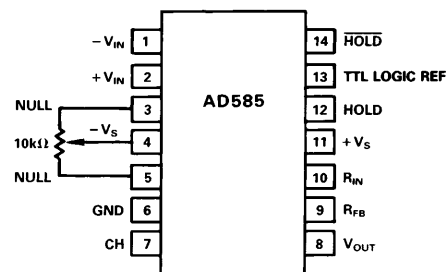 −VIN 1
+VIN 2
NULL 3
−VS 4
10kΩ
NULL 5
GND 6
CH 7
AD585
14 HOLD
13 TTL LOGIC REF
12 HOLD
11 +VS
10 RIN
9 RFB
8 VOUT